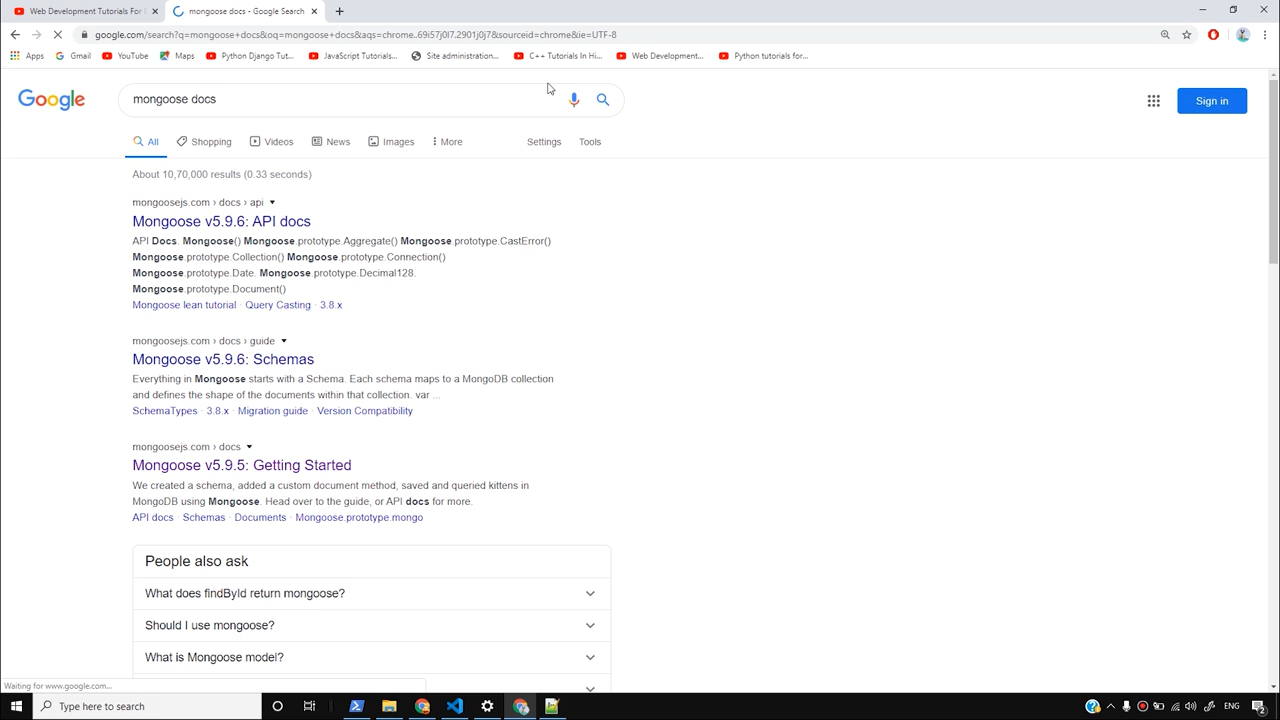 Web Development Tutorials For
mongoose docs - Google Search
google.com/search?q=mongoose+docs&oq=mongoose+docs&aqs=chrome..69i57j0l7.2901j0j7&sourceid=chrome&ie=UTF-8
Apps Gmail YouTube Maps Python Django Tut... JavaScript Tutorials... Site administration... C++ Tutorials In Hi... Web Development... Python tutorials for...
Google
mongoose docs
Sign in
All Shopping Videos News Images More Settings Tools
About 10,70,000 results (0.33 seconds)
mongoosejs.com › docs › api
Mongoose v5.9.6: API docs
API Docs. Mongoose() Mongoose.prototype.Aggregate() Mongoose.prototype.CastError()
Mongoose.prototype.Collection() Mongoose.prototype.Connection()
Mongoose.prototype.Date. Mongoose.prototype.Decimal128.
Mongoose.prototype.Document()
Mongoose lean tutorial · Query Casting · 3.8.x
mongoosejs.com › docs › guide
Mongoose v5.9.6: Schemas
Everything in Mongoose starts with a Schema. Each schema maps to a MongoDB collection
and defines the shape of the documents within that collection. var ...
SchemaTypes · 3.8.x · Migration guide · Version Compatibility
mongoosejs.com › docs
Mongoose v5.9.5: Getting Started
We created a schema, added a custom document method, saved and queried kittens in
MongoDB using Mongoose. Head over to the guide, or API docs for more.
API docs · Schemas · Documents · Mongoose.prototype.mongo
People also ask
What does findById return mongoose?
Should I use mongoose?
What is Mongoose model?
Waiting for www.google.com...
Type here to search
ENG